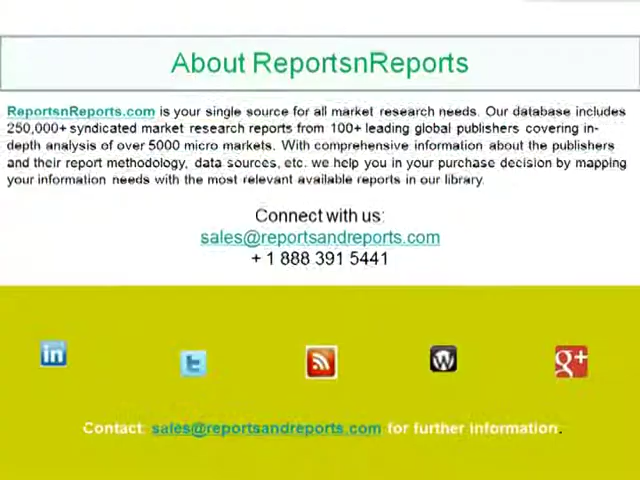 About ReportsnReports
ReportsnReports.com is your single source for all market research needs. Our database includes
250,000+ syndicated market research reports from 100+ leading global publishers covering in-
depth analysis of over 5000 micro markets. With comprehensive information about the publishers
and their report methodology, data sources, etc. we help you in your purchase decision by mapping
your information needs with the most relevant available reports in our library.
Connect with us:
sales@reportsandreports.com
+ 1 888 391 5441
in
t
W
g+
Contact: sales@reportsandreports.com for further information.